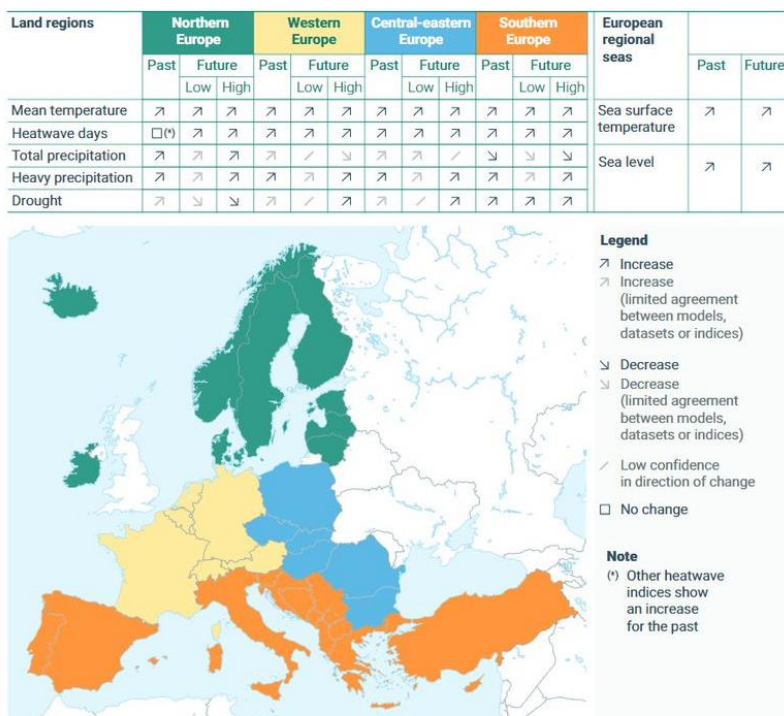 Land regions
Northern Europe
Western Europe
Central-eastern Europe
Southern Europe
European regional seas
Past Future Past Future Past Future Past Future Past Future
Low High Low High Low High Low High
Mean temperature ↗ ↗ ↗ ↗ ↗ ↗ ↗ ↗ ↗ ↗ ↗ ↗
Sea surface temperature ↗ ↗
Heatwave days □(*) ↗ ↗ ↗ ↗ ↗ ↗ ↗ ↗ ↗ ↗ ↗
Total precipitation ↗ ↗ ↗ ↗ ⁄ ↘ ↗ ↗ ⁄ ↘ ↘ ↘
Sea level ↗ ↗
Heavy precipitation ↗ ↗ ↗ ↗ ↗ ↗ ↗ ↗ ↗ ↗ ↗ ↗
Drought ↗ ↘ ↘ ↗ ⁄ ↗ ↗ ⁄ ↗ ↗ ↗ ↗
Legend
↗ Increase
↗ Increase
(limited agreement
between models,
datasets or indices)
↘ Decrease
↘ Decrease
(limited agreement
between models,
datasets or indices)
⁄ Low confidence
in direction of change
□ No change
Note
(*) Other heatwave
indices show
an increase
for the past